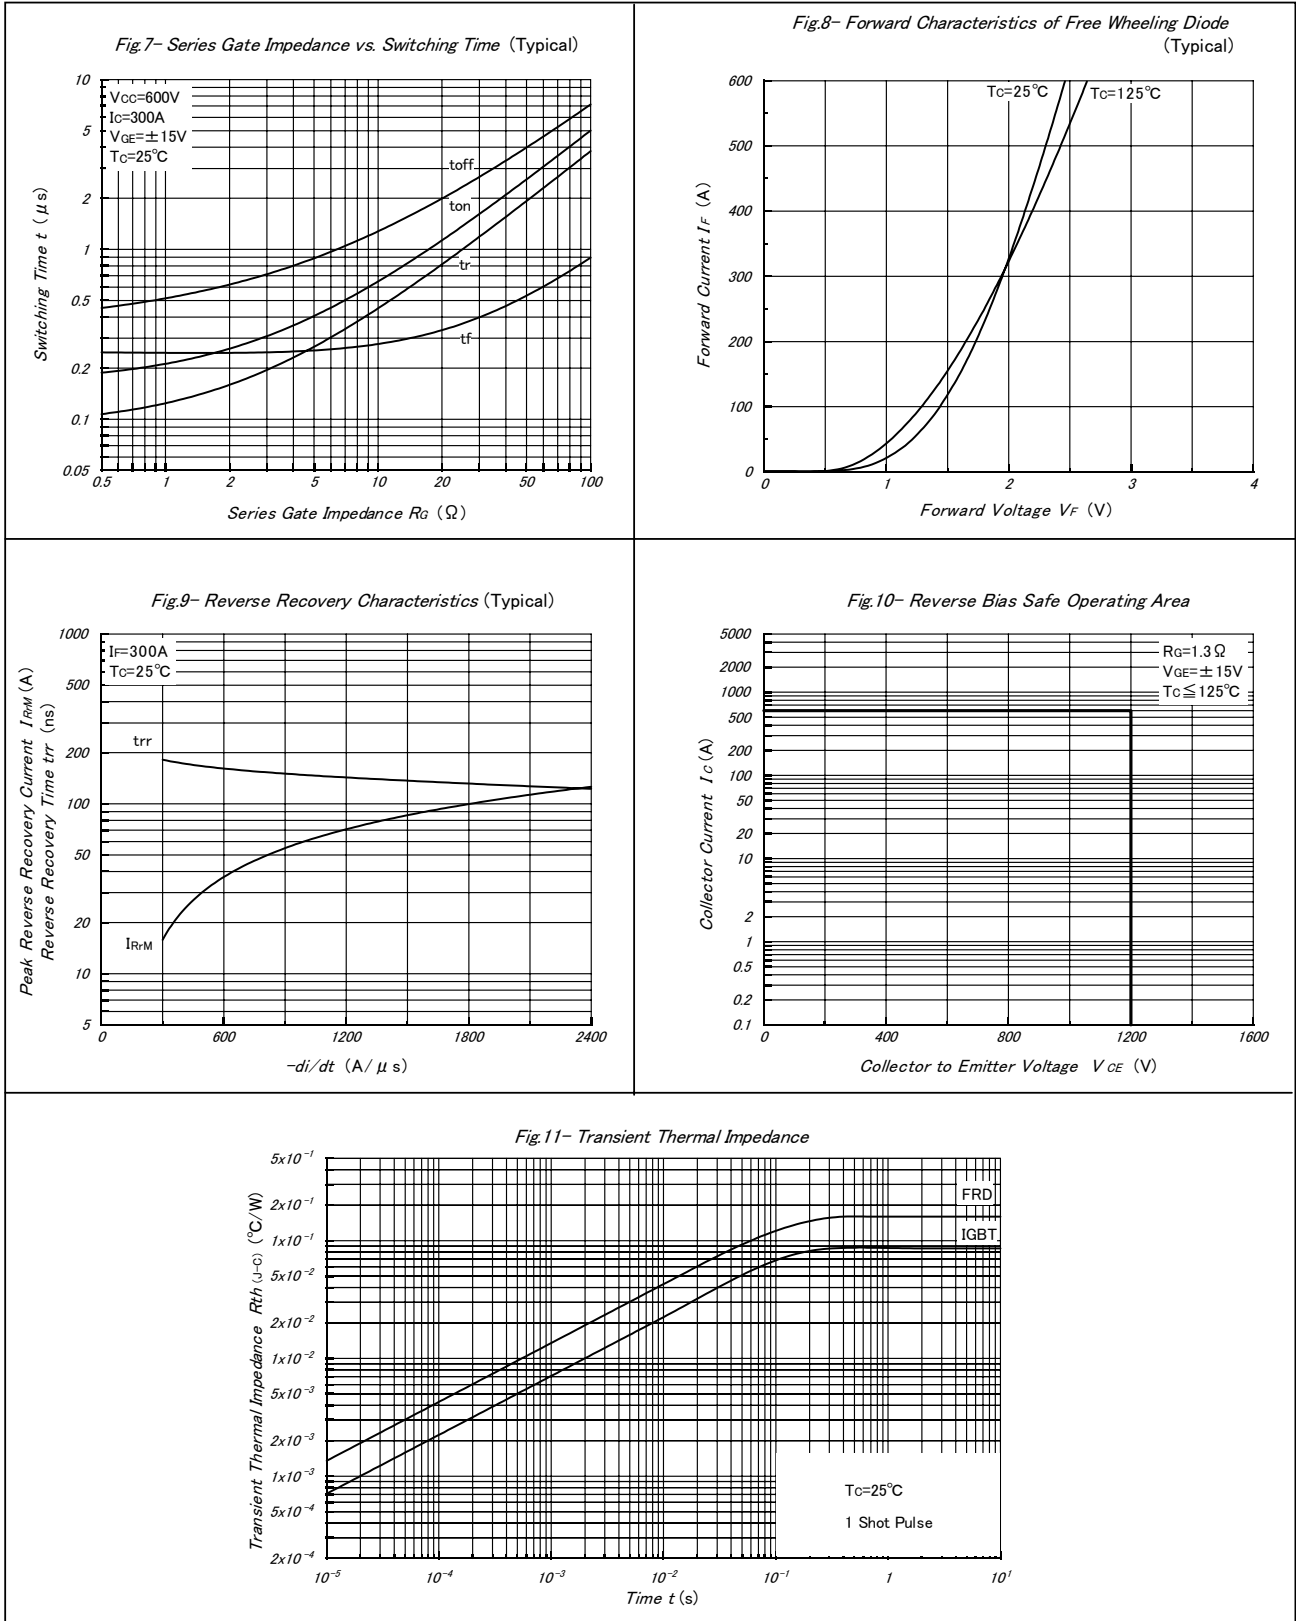 Fig.7- Series Gate Impedance vs. Switching Time (Typical)
10
5
2
1
0.5
0.2
0.1
0.05
Switching Time t (μs)
VCC=600V
IC=300A
VGE=±15V
TC=25℃
toff
ton
tr
tf
0.5 1 2 5 10 20 50 100
Series Gate Impedance RG (Ω)
Fig.8- Forward Characteristics of Free Wheeling Diode
(Typical)
600
500
400
300
200
100
0
Forward Current IF (A)
TC=25℃ TC=125℃
0 1 2 3 4
Forward Voltage VF (V)
Fig.9- Reverse Recovery Characteristics (Typical)
1000
500
200
100
50
20
10
5
Peak Reverse Recovery Current IRrM (A)
Reverse Recovery Time trr (ns)
IF=300A
TC=25℃
trr
IRrM
0 600 1200 1800 2400
-di/dt (A/μs)
Fig.10- Reverse Bias Safe Operating Area
5000
2000
1000
500
200
100
50
20
10
2
1
0.5
0.2
0.1
Collector Current IC (A)
RG=1.3Ω
VGE=±15V
TC≦125℃
0 400 800 1200 1600
Collector to Emitter Voltage VCE (V)
Fig.11- Transient Thermal Impedance
5x10⁻¹
2x10⁻¹
1x10⁻¹
5x10⁻²
2x10⁻²
1x10⁻²
5x10⁻³
2x10⁻³
1x10⁻³
5x10⁻⁴
2x10⁻⁴
Transient Thermal Impedance Rth(J-C) (℃/W)
FRD
IGBT
TC=25℃
1 Shot Pulse
10⁻⁵ 10⁻⁴ 10⁻³ 10⁻² 10⁻¹ 1 10¹
Time t (s)